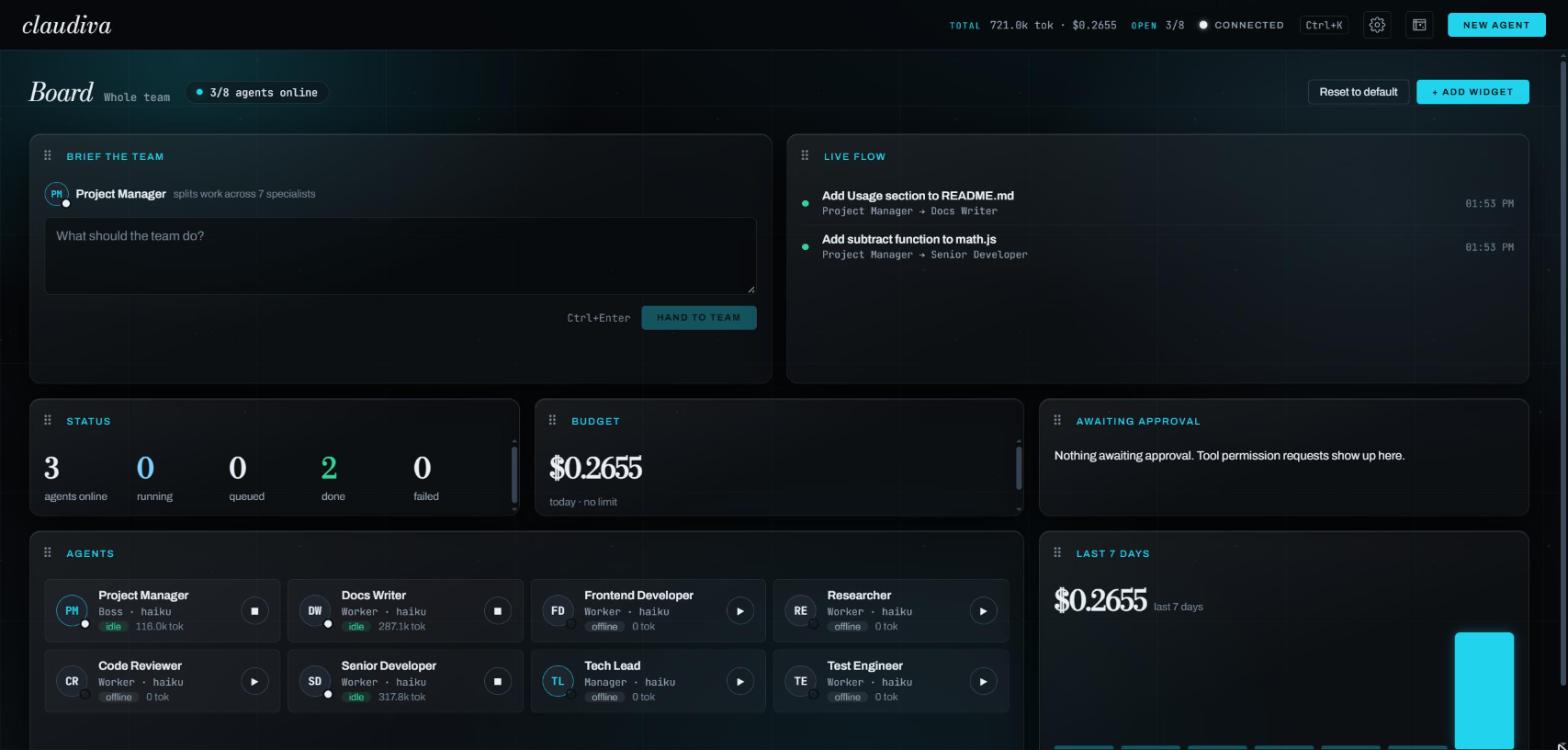 claudiva
TOTAL 721.0k tok · $0.2655 OPEN 3/8 CONNECTED Ctrl+K NEW AGENT
Board Whole team 3/8 agents online Reset to default + ADD WIDGET
BRIEF THE TEAM
PM Project Manager splits work across 7 specialists
What should the team do?
Ctrl+Enter HAND TO TEAM
LIVE FLOW
Add Usage section to README.md
Project Manager → Docs Writer 01:53 PM
Add subtract function to math.js
Project Manager → Senior Developer 01:53 PM
STATUS
3 0 0 2 0
agents online running queued done failed
BUDGET
$0.2655
today · no limit
AWAITING APPROVAL
Nothing awaiting approval. Tool permission requests show up here.
AGENTS
PM Project Manager
Boss · haiku
idle 116.0k tok
DW Docs Writer
Worker · haiku
idle 287.1k tok
FD Frontend Developer
Worker · haiku
offline 0 tok
RE Researcher
Worker · haiku
offline 0 tok
CR Code Reviewer
Worker · haiku
offline 0 tok
SD Senior Developer
Worker · haiku
idle 317.8k tok
TL Tech Lead
Manager · haiku
offline 0 tok
TE Test Engineer
Worker · haiku
offline 0 tok
LAST 7 DAYS
$0.2655 last 7 days